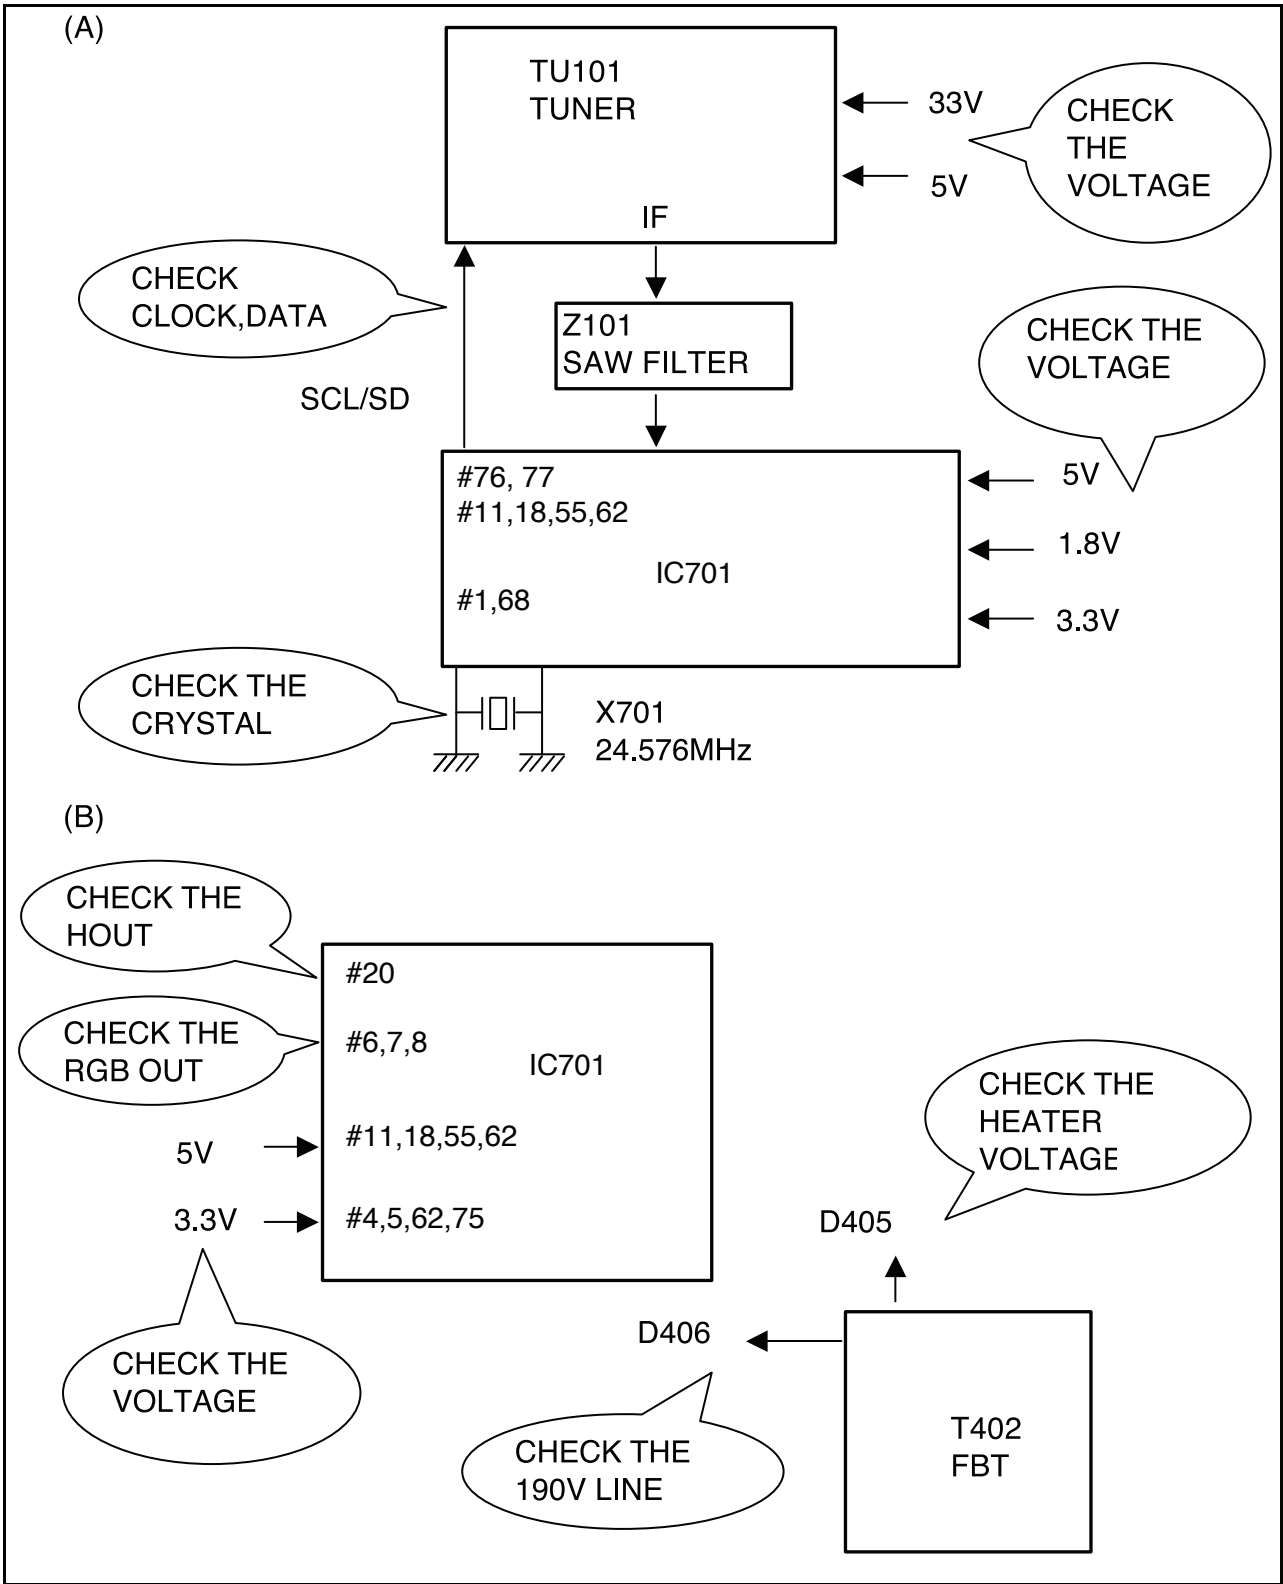 (A)
TU101
TUNER
33V
5V
IF
CHECK
THE
VOLTAGE
CHECK
CLOCK,DATA
SCL/SD
Z101
SAW FILTER
CHECK THE
VOLTAGE
#76, 77
#11,18,55,62
IC701
#1,68
5V
1.8V
3.3V
CHECK THE
CRYSTAL
X701
24.576MHz
(B)
CHECK THE
HOUT
CHECK THE
RGB OUT
#20
#6,7,8
IC701
5V
#11,18,55,62
3.3V
#4,5,62,75
CHECK THE
VOLTAGE
CHECK THE
HEATER
VOLTAGE
D405
D406
CHECK THE
190V LINE
T402
FBT